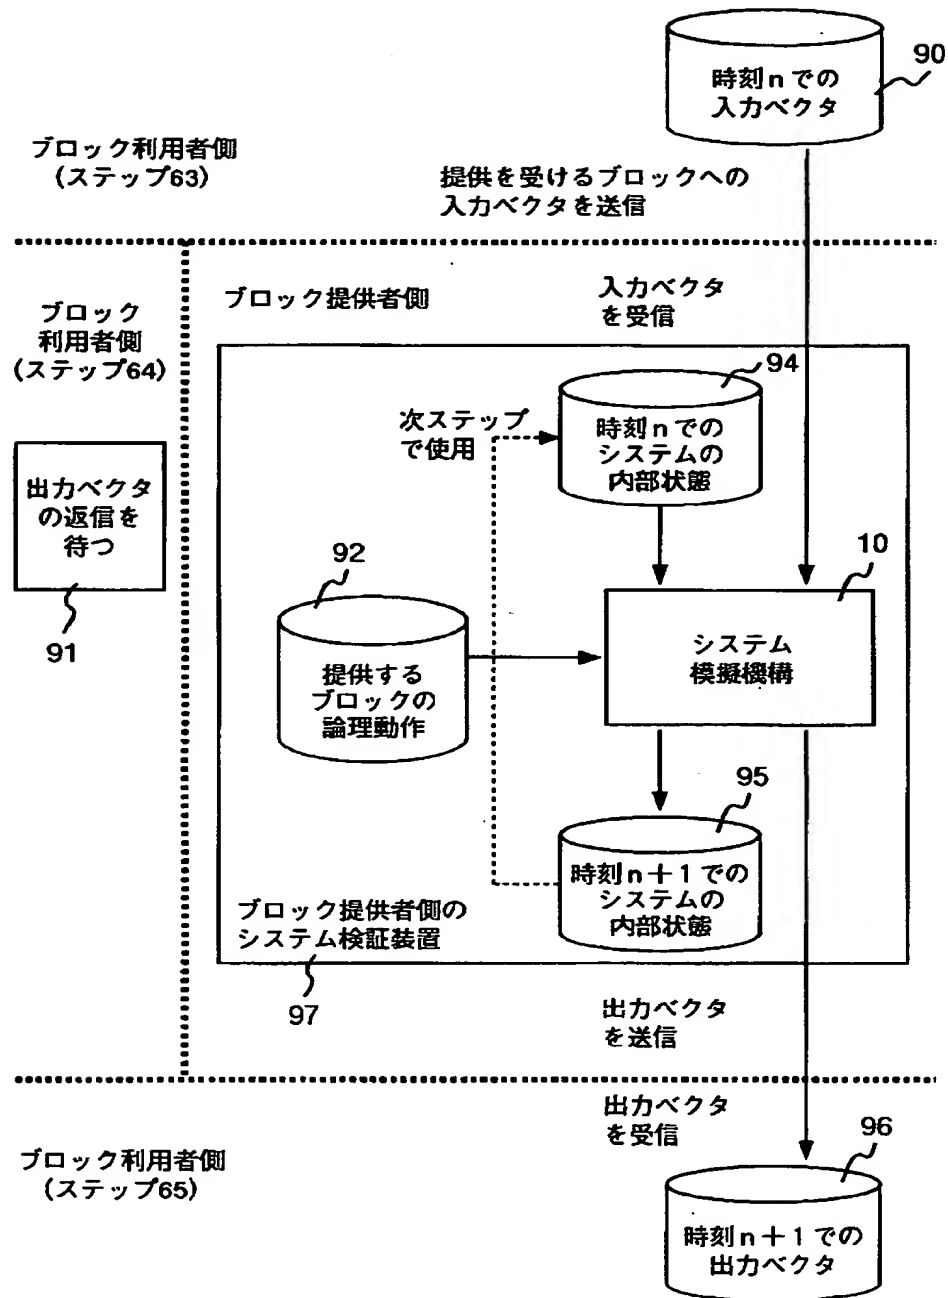 90
時刻nでの
入力ベクタ
ブロック利用者側
(ステップ63)
提供を受けるブロックへの
入力ベクタを送信
ブロック
利用者側
(ステップ64)
ブロック提供者側
入力ベクタ
を受信
94
次ステップ
で使用
時刻nでの
システムの
内部状態
出力ベクタ
の返信を
待つ
91
92
提供する
ブロックの
論理動作
10
システム
模擬機構
95
時刻n+1での
システムの
内部状態
ブロック提供者側の
システム検証装置
97
出力ベクタ
を送信
出力ベクタ
を受信
96
ブロック利用者側
(ステップ65)
時刻n+1での
出力ベクタ